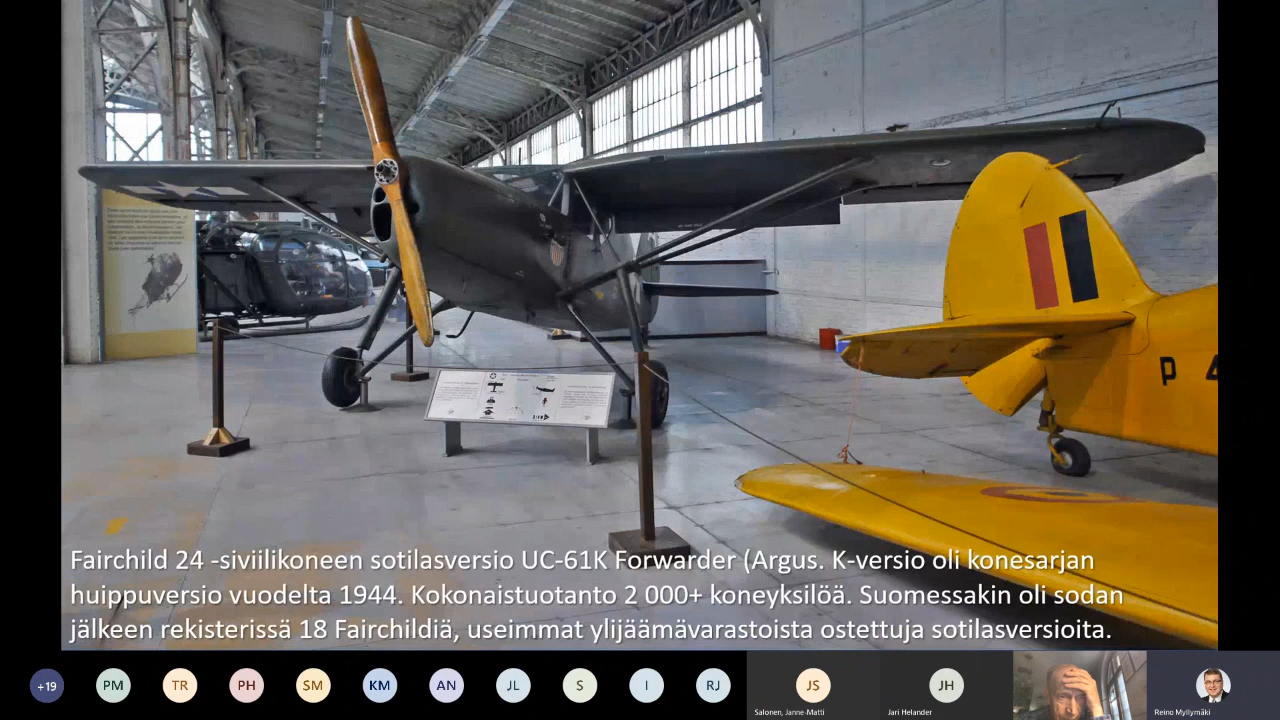 P 4
Fairchild 24 -siviilikoneen sotilasversio UC-61K Forwarder (Argus. K-versio oli konesarjan
huippuversio vuodelta 1944. Kokonaistuotanto 2 000+ koneyksilöä. Suomessakin oli sodan
jälkeen rekisterissä 18 Fairchildiä, useimmat ylijäämävarastoista ostettuja sotilasversioita.
+19 PM TR PH SM KM AN JL S I RJ JS JH
Salonen, Janne-Matti Jari Helander Reino Myllymäki